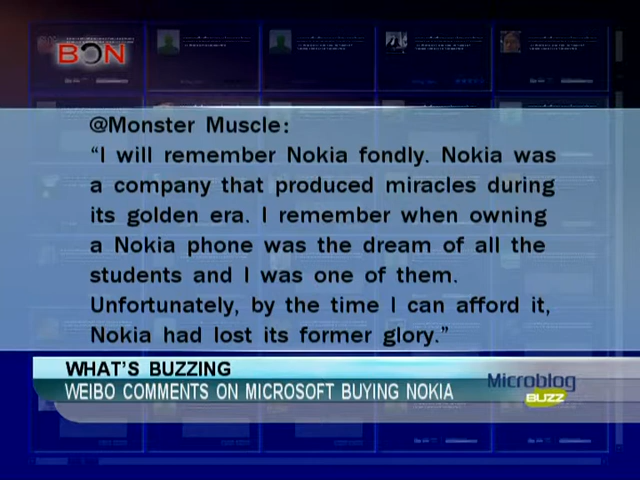 BON
@Monster Muscle:
“I will remember Nokia fondly. Nokia was
a company that produced miracles during
its golden era. I remember when owning
a Nokia phone was the dream of all the
students and I was one of them.
Unfortunately, by the time I can afford it,
Nokia had lost its former glory.”
WHAT'S BUZZING
WEIBO COMMENTS ON MICROSOFT BUYING NOKIA
Microblog
BUZZ